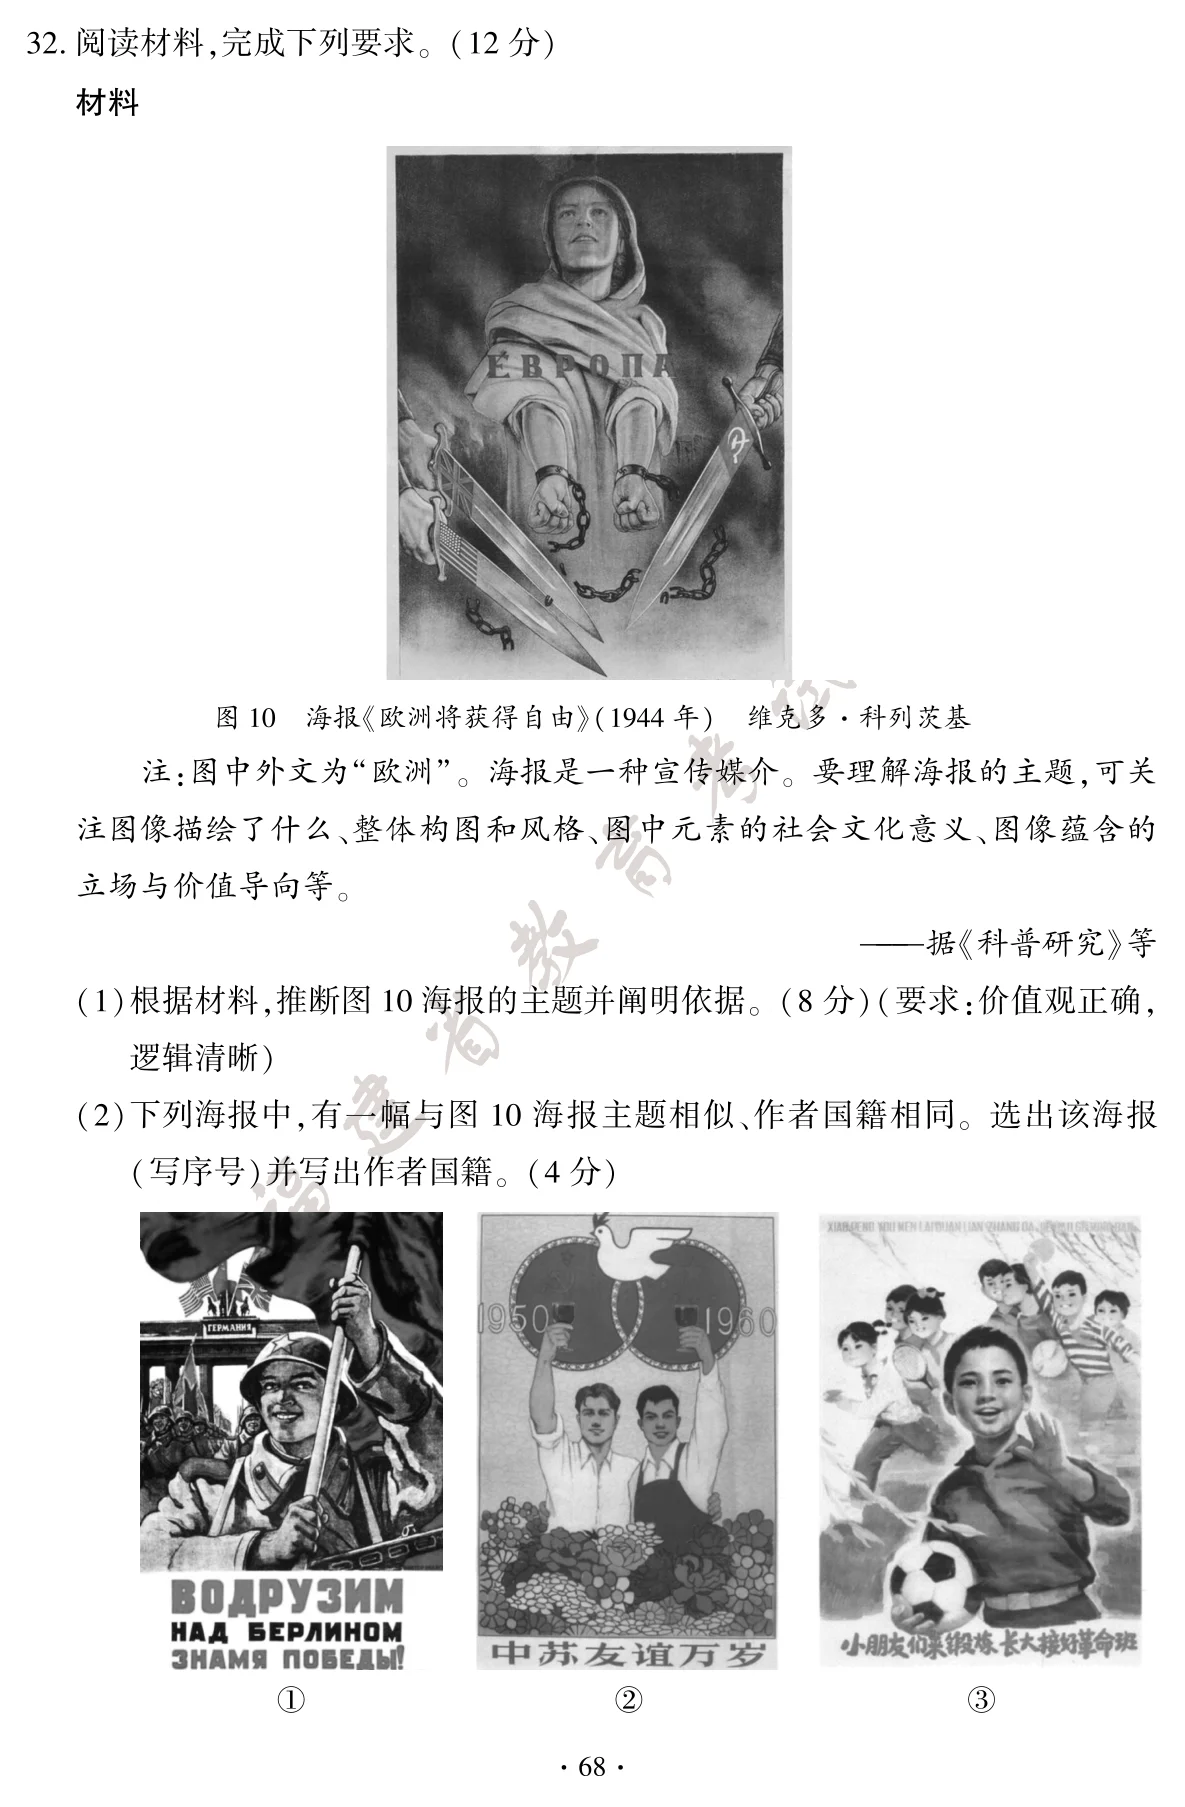 32. 阅读材料,完成下列要求。(12 分)
材料
ЕВРОПА
图 10　海报《欧洲将获得自由》(1944 年)　维克多·科列茨基
注:图中外文为“欧洲”。海报是一种宣传媒介。要理解海报的主题,可关
注图像描绘了什么、整体构图和风格、图中元素的社会文化意义、图像蕴含的
立场与价值导向等。
——据《科普研究》等
(1)根据材料,推断图 10 海报的主题并阐明依据。(8 分)(要求:价值观正确,
逻辑清晰)
(2)下列海报中,有一幅与图 10 海报主题相似、作者国籍相同。选出该海报
(写序号)并写出作者国籍。(4 分)
福建省教育考试
ГЕРМАНИЯ
ВОДРУЗИМ
НАД БЕРЛИНОМ
ЗНАМЯ ПОБЕДЫ!
①
1950 1960
中苏友谊万岁
②
小朋友们来锻炼 长大接好革命班
③
· 68 ·